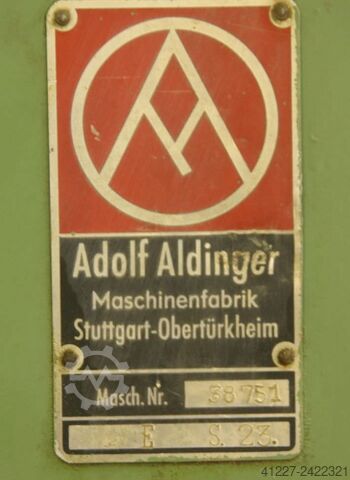 Adolf Aldinger
Maschinenfabrik
Stuttgart-Obertürkheim
Masch. Nr. 38751
E S. 23.
41227-2422321